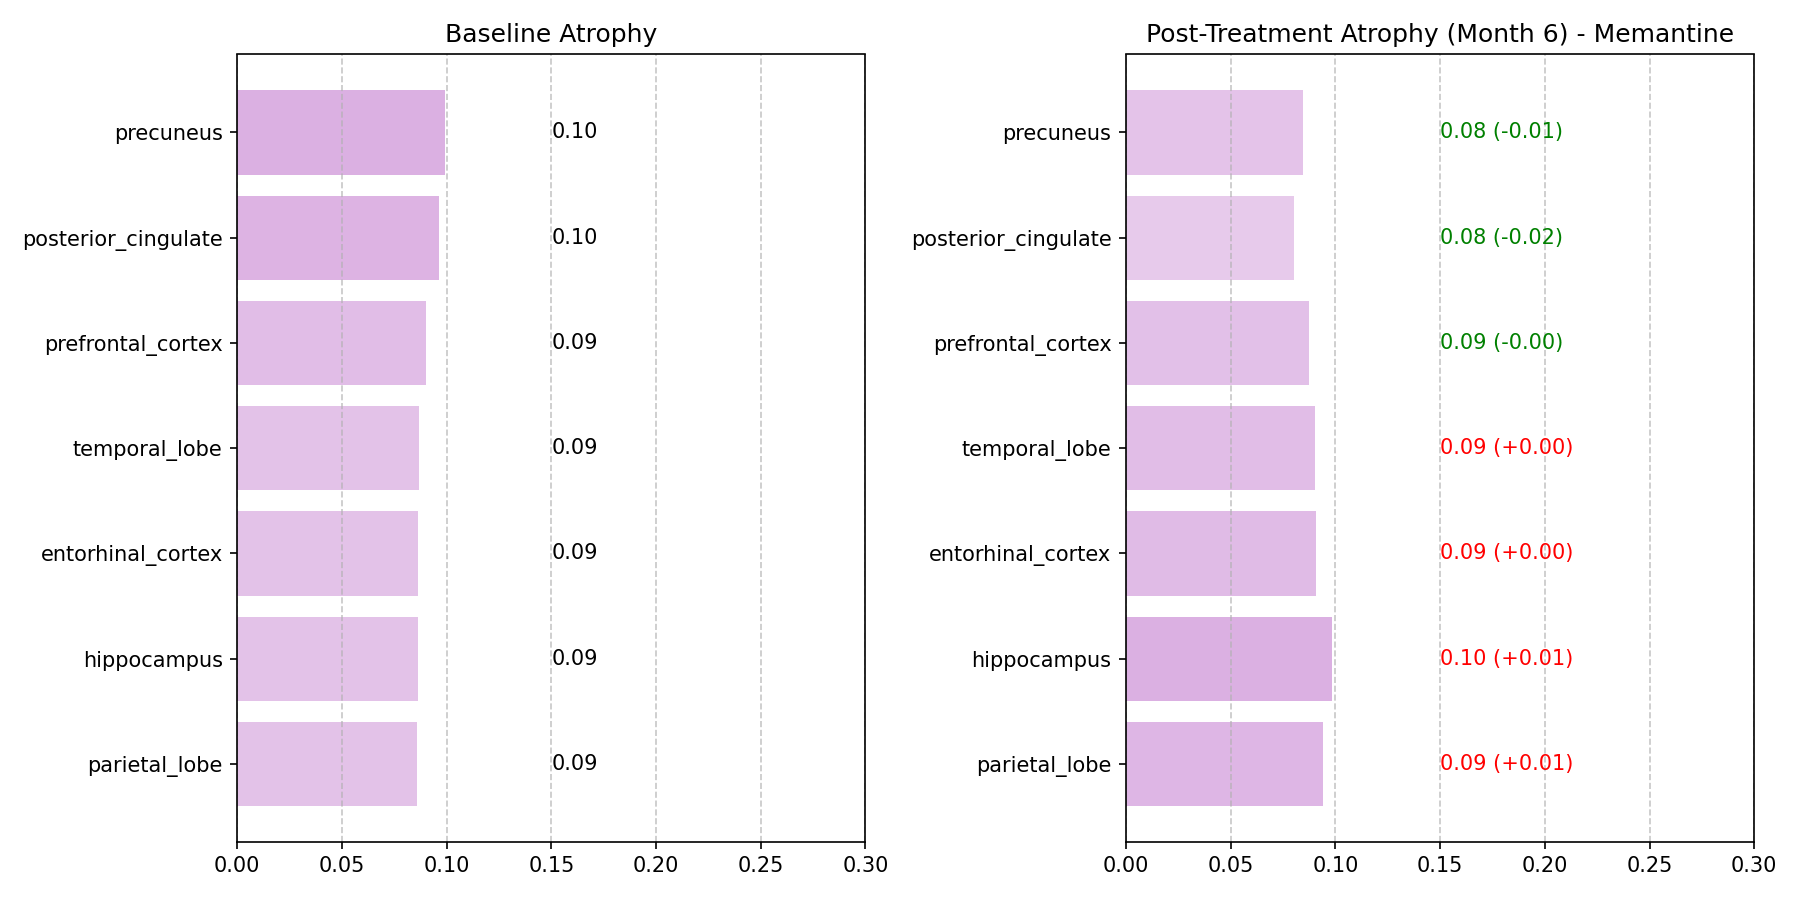 Baseline Atrophy
precuneus 0.10
posterior_cingulate 0.10
prefrontal_cortex 0.09
temporal_lobe 0.09
entorhinal_cortex 0.09
hippocampus 0.09
parietal_lobe 0.09
0.00 0.05 0.10 0.15 0.20 0.25 0.30
Post-Treatment Atrophy (Month 6) - Memantine
precuneus 0.08 (-0.01)
posterior_cingulate 0.08 (-0.02)
prefrontal_cortex 0.09 (-0.00)
temporal_lobe 0.09 (+0.00)
entorhinal_cortex 0.09 (+0.00)
hippocampus 0.10 (+0.01)
parietal_lobe 0.09 (+0.01)
0.00 0.05 0.10 0.15 0.20 0.25 0.30